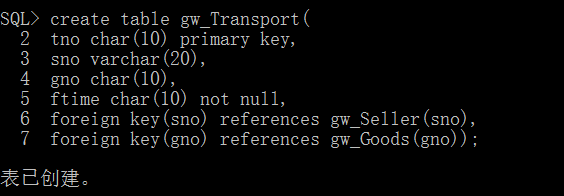 SQL> create table gw_Transport(
  2  tno char(10) primary key,
  3  sno varchar(20),
  4  gno char(10),
  5  ftime char(10) not null,
  6  foreign key(sno) references gw_Seller(sno),
  7  foreign key(gno) references gw_Goods(gno));
表已创建。